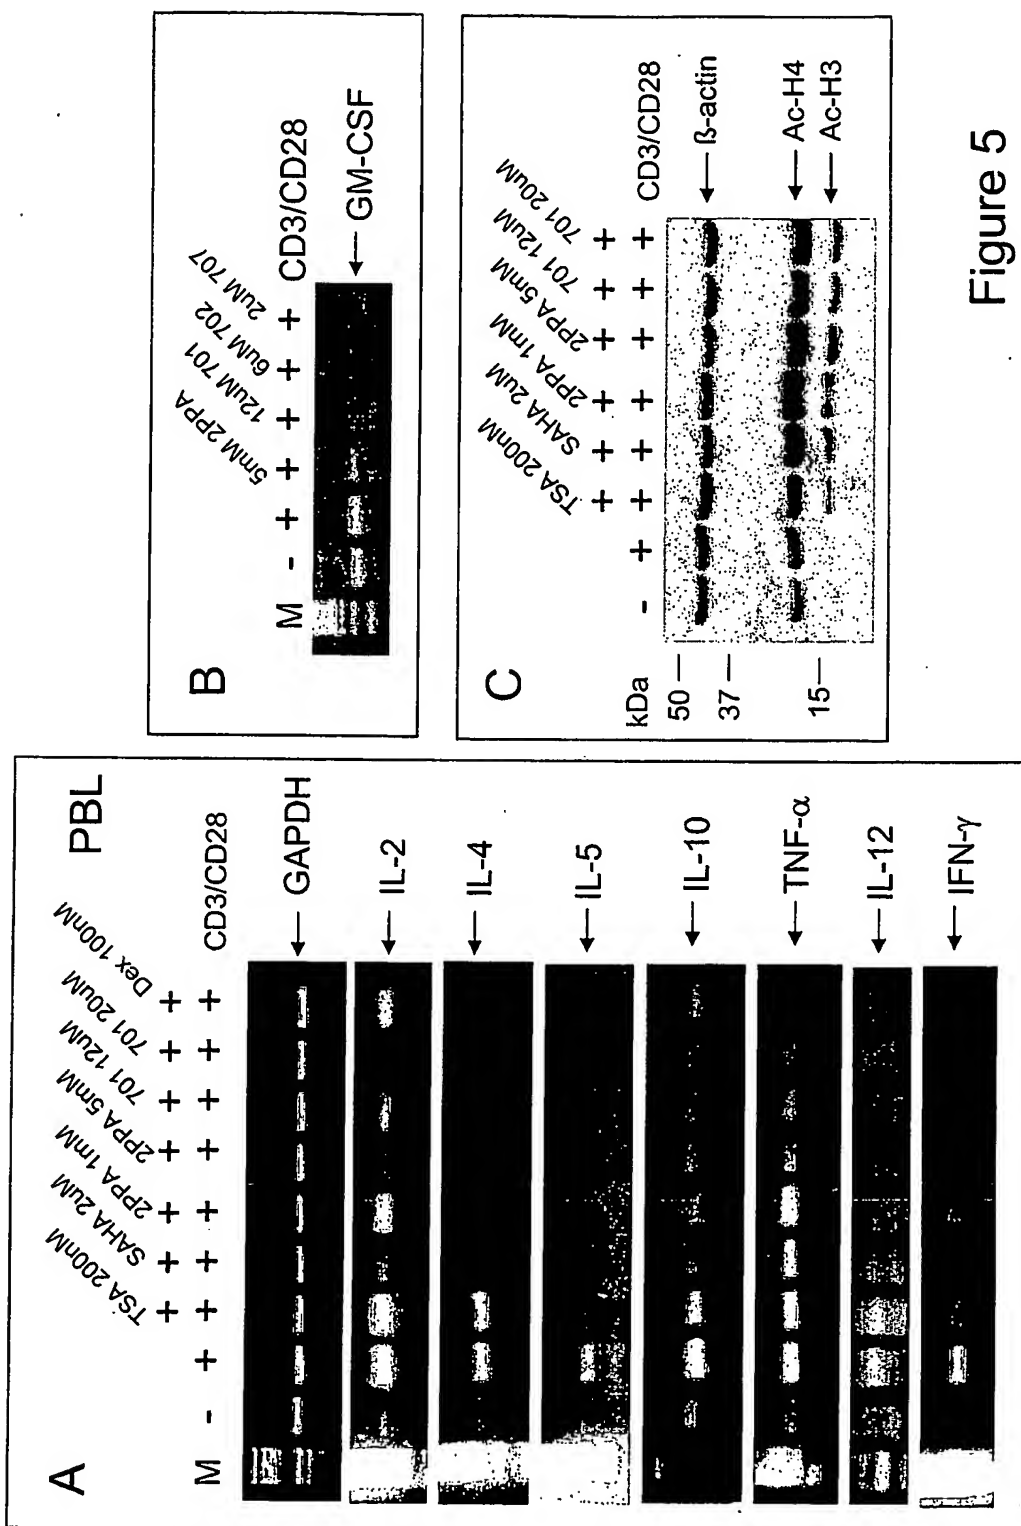 A
PBL
TSA 200nM
SAHA 2uM
2PPA 1mM
2PPA 5mM
701 12uM
701 20uM
Dex 100nM
+ + + + + + +
M - + + + + + + + + CD3/CD28
GAPDH
IL-2
IL-4
IL-5
IL-10
TNF-α
IL-12
IFN-γ
B
5mM 2PPA
12uM 701
6uM 702
2uM 707
M - + + + + + CD3/CD28
GM-CSF
C
TSA 200nM
SAHA 2uM
2PPA 1mM
2PPA 5mM
701 12uM
701 20uM
+ + + + + +
kDa - + + + + + + + CD3/CD28
50
ß-actin
37
Ac-H4
15
Ac-H3
Figure 5